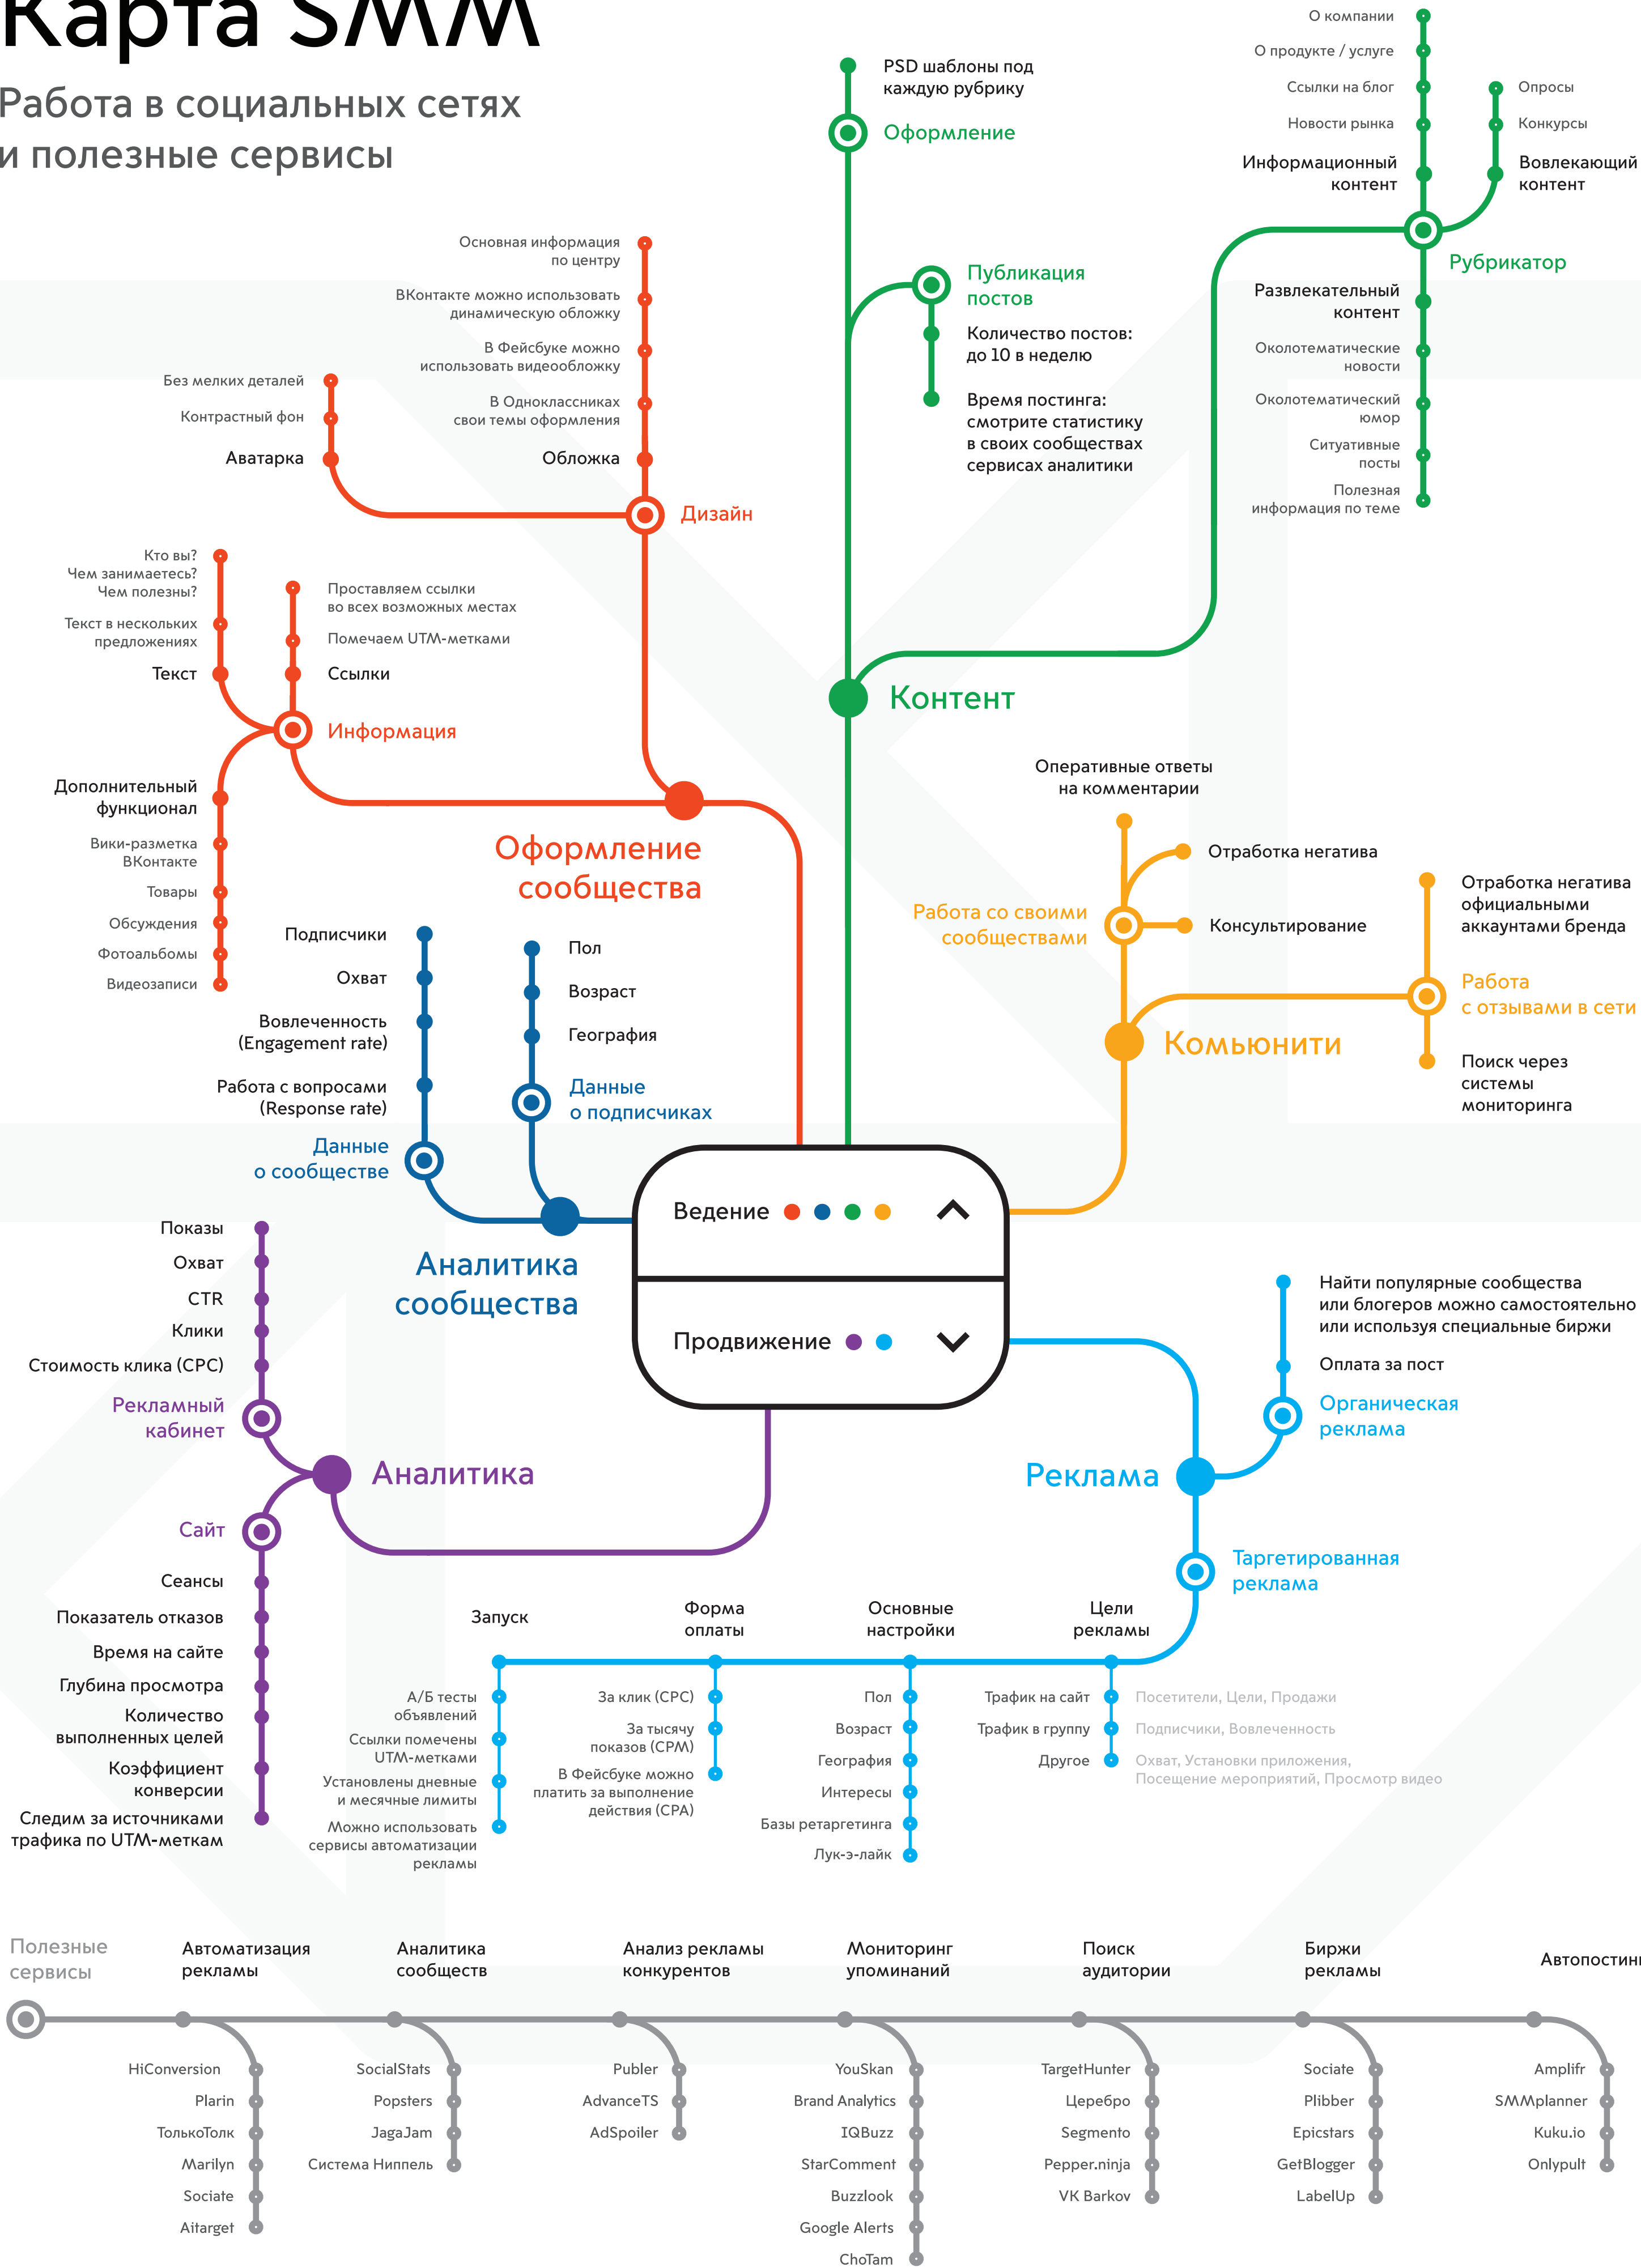 Карта SMM
Работа в социальных сетях
и полезные сервисы
PSD шаблоны под
каждую рубрику
Оформление
Публикация
постов
Количество постов:
до 10 в неделю
Время постинга:
смотрите статистику
в своих сообществах
сервисах аналитики
О компании
О продукте / услуге
Ссылки на блог
Новости рынка
Информационный
контент
Опросы
Конкурсы
Вовлекающий
контент
Рубрикатор
Развлекательный
контент
Околотематические
новости
Околотематический
юмор
Ситуативные
посты
Полезная
информация по теме
Контент
Основная информация
по центру
ВКонтакте можно использовать
динамическую обложку
В Фейсбуке можно
использовать видеообложку
В Одноклассниках
свои темы оформления
Обложка
Без мелких деталей
Контрастный фон
Аватарка
Дизайн
Кто вы?
Чем занимаетесь?
Чем полезны?
Текст в нескольких
предложениях
Текст
Проставляем ссылки
во всех возможных местах
Помечаем UTM-метками
Ссылки
Информация
Дополнительный
функционал
Вики-разметка
ВКонтакте
Товары
Обсуждения
Фотоальбомы
Видеозаписи
Оформление
сообщества
Оперативные ответы
на комментарии
Отработка негатива
Консультирование
Работа со своими
сообществами
Отработка негатива
официальными
аккаунтами бренда
Работа
с отзывами в сети
Поиск через
системы
мониторинга
Комьюнити
Подписчики
Охват
Вовлеченность
(Engagement rate)
Работа с вопросами
(Response rate)
Данные
о сообществе
Пол
Возраст
География
Данные
о подписчиках
Аналитика
сообщества
Ведение
Продвижение
Показы
Охват
CTR
Клики
Стоимость клика (CPC)
Рекламный
кабинет
Аналитика
Сайт
Сеансы
Показатель отказов
Время на сайте
Глубина просмотра
Количество
выполненных целей
Коэффициент
конверсии
Следим за источниками
трафика по UTM-меткам
Найти популярные сообщества
или блогеров можно самостоятельно
или используя специальные биржи
Оплата за пост
Органическая
реклама
Реклама
Таргетированная
реклама
Запуск
А/Б тесты
объявлений
Ссылки помечены
UTM-метками
Установлены дневные
и месячные лимиты
Можно использовать
сервисы автоматизации
рекламы
Форма
оплаты
За клик (CPC)
За тысячу
показов (CPM)
В Фейсбуке можно
платить за выполнение
действия (CPA)
Основные
настройки
Пол
Возраст
География
Интересы
Базы ретаргетинга
Лук-э-лайк
Цели
рекламы
Трафик на сайт
Посетители, Цели, Продажи
Трафик в группу
Подписчики, Вовлеченность
Другое
Охват, Установки приложения,
Посещение мероприятий, Просмотр видео
Полезные
сервисы
Автоматизация
рекламы
HiConversion
Plarin
ТолькоТолк
Marilyn
Sociate
Aitarget
Аналитика
сообществ
SocialStats
Popsters
JagaJam
Система Ниппель
Анализ рекламы
конкурентов
Publer
AdvanceTS
AdSpoiler
Мониторинг
упоминаний
YouSkan
Brand Analytics
IQBuzz
StarComment
Buzzlook
Google Alerts
ChoTam
Поиск
аудитории
TargetHunter
Церебро
Segmento
Pepper.ninja
VK Barkov
Биржи
рекламы
Sociate
Plibber
Epicstars
GetBlogger
LabelUp
Автопостин
Amplifr
SMMplanner
Kuku.io
Onlypult